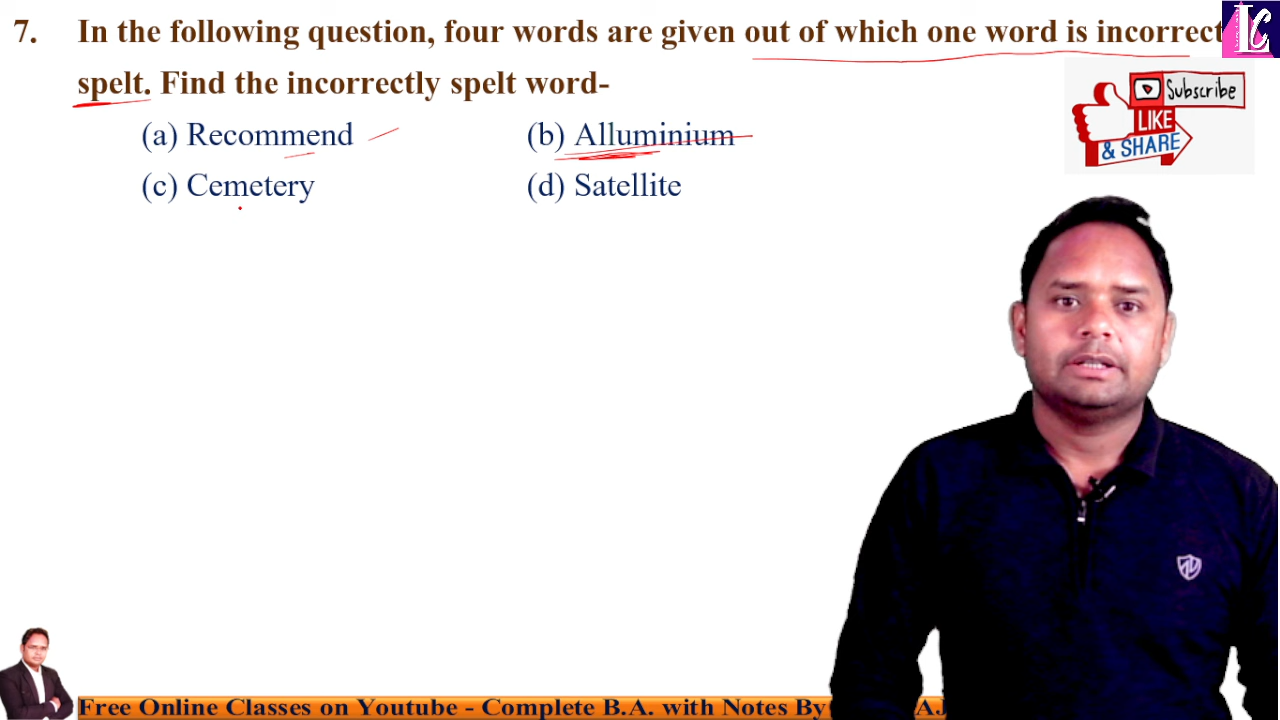 7. In the following question, four words are given out of which one word is incorrect
spelt. Find the incorrectly spelt word-
Subscribe
LIKE
& SHARE
(a) Recommend (b) Alluminium
(c) Cemetery (d) Satellite
LC
Free Online Classes on Youtube - Complete B.A. with Notes By